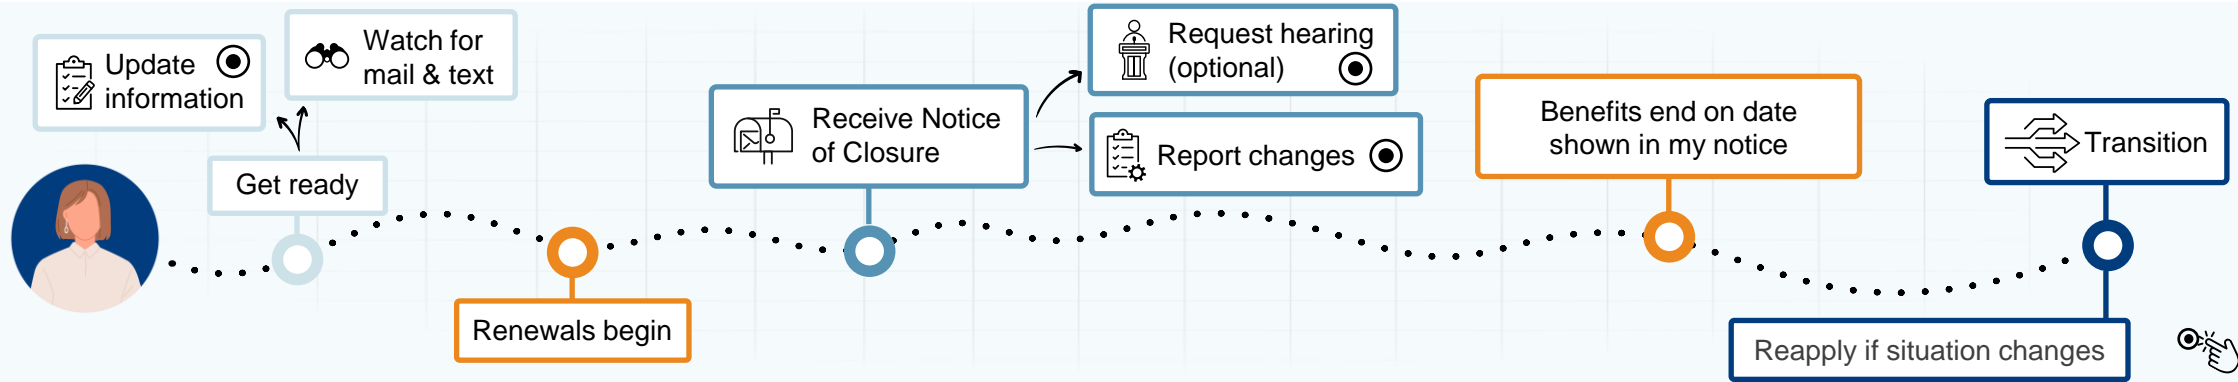 Update
information
Watch for
mail & text
Get ready
Renewals begin
Receive Notice
of Closure
Request hearing
(optional)
Report changes
Benefits end on date
shown in my notice
Transition
Reapply if situation changes